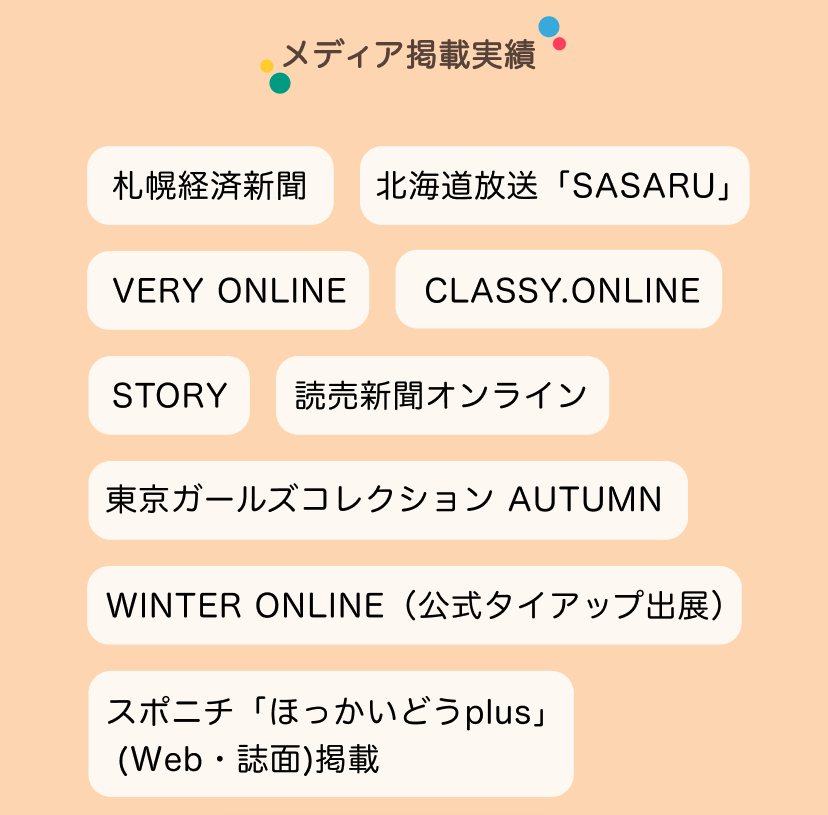 メディア掲載実績
札幌経済新聞
北海道放送「SASARU」
VERY ONLINE
CLASSY.ONLINE
STORY
読売新聞オンライン
東京ガールズコレクション AUTUMN
WINTER ONLINE（公式タイアップ出展）
スポニチ「ほっかいどうplus」
(Web・誌面)掲載